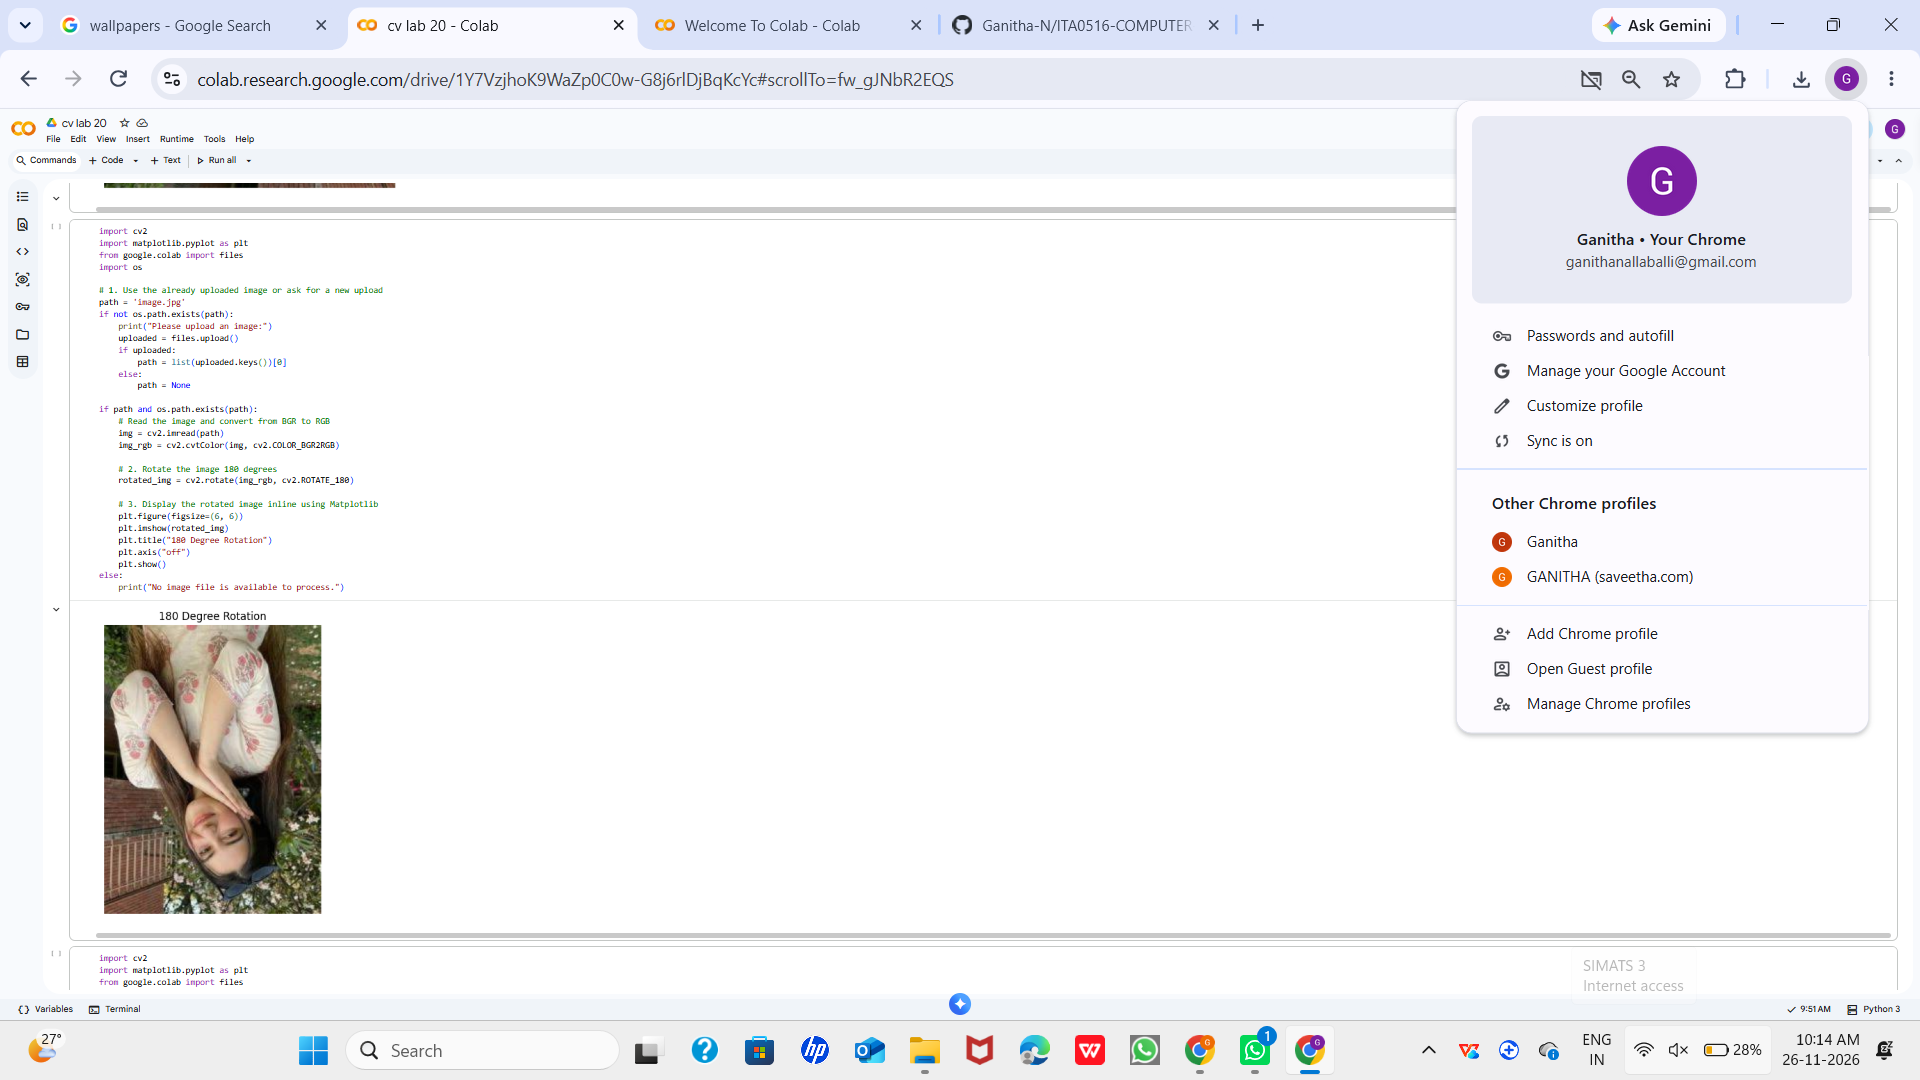 wallpapers - Google Search
cv lab 20 - Colab
Welcome To Colab - Colab
Ganitha-N/ITA0516-COMPUTER
Ask Gemini
colab.research.google.com/drive/1Y7VzjhoK9WaZp0C0w-G8j6rlDjBqKcYc#scrollTo=fw_gJNbR2EQS
G
cv lab 20
G
File Edit View Insert Runtime Tools Help
Commands + Code + Text Run all
import cv2
import matplotlib.pyplot as plt
from google.colab import files
import os
# 1. Use the already uploaded image or ask for a new upload
path = 'image.jpg'
if not os.path.exists(path):
    print("Please upload an image:")
    uploaded = files.upload()
    if uploaded:
        path = list(uploaded.keys())[0]
    else:
        path = None
if path and os.path.exists(path):
    # Read the image and convert from BGR to RGB
    img = cv2.imread(path)
    img_rgb = cv2.cvtColor(img, cv2.COLOR_BGR2RGB)
    # 2. Rotate the image 180 degrees
    rotated_img = cv2.rotate(img_rgb, cv2.ROTATE_180)
    # 3. Display the rotated image inline using Matplotlib
    plt.figure(figsize=(6, 6))
    plt.imshow(rotated_img)
    plt.title("180 Degree Rotation")
    plt.axis("off")
    plt.show()
else:
    print("No image file is available to process.")
180 Degree Rotation
import cv2
import matplotlib.pyplot as plt
from google.colab import files
G
Ganitha • Your Chrome
ganithanallaballi@gmail.com
Passwords and autofill
Manage your Google Account
Customize profile
Sync is on
Other Chrome profiles
G Ganitha
G GANITHA (saveetha.com)
Add Chrome profile
Open Guest profile
Manage Chrome profiles
SIMATS 3
Internet access
Variables Terminal
9:51 AM Python 3
27°
Search
1
ENG
IN
28%
10:14 AM
26-11-2026